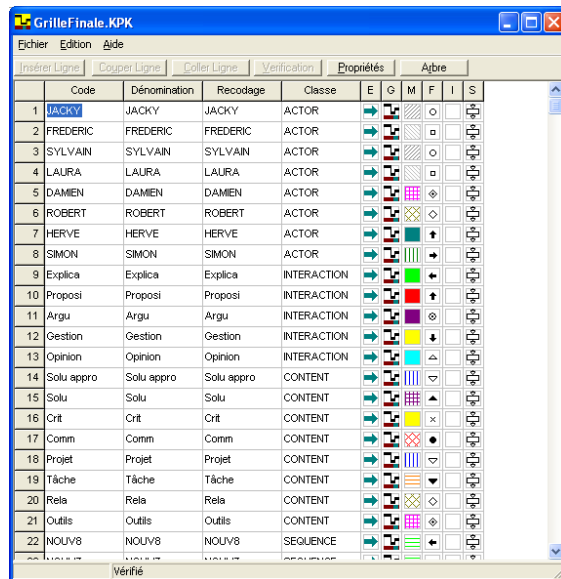 GrilleFinale.KPK
Fichier Edition Aide
Insérer Ligne Couper Ligne Coller Ligne Verification Propriétés Arbre
Code Dénomination Recodage Classe E G M F I S
1 JACKY JACKY JACKY ACTOR
2 FREDERIC FREDERIC FREDERIC ACTOR
3 SYLVAIN SYLVAIN SYLVAIN ACTOR
4 LAURA LAURA LAURA ACTOR
5 DAMIEN DAMIEN DAMIEN ACTOR
6 ROBERT ROBERT ROBERT ACTOR
7 HERVE HERVE HERVE ACTOR
8 SIMON SIMON SIMON ACTOR
9 Explica Explica Explica INTERACTION
10 Proposi Proposi Proposi INTERACTION
11 Argu Argu Argu INTERACTION
12 Gestion Gestion Gestion INTERACTION
13 Opinion Opinion Opinion INTERACTION
14 Solu appro Solu appro Solu appro CONTENT
15 Solu Solu Solu CONTENT
16 Crit Crit Crit CONTENT
17 Comm Comm Comm CONTENT
18 Projet Projet Projet CONTENT
19 Tâche Tâche Tâche CONTENT
20 Rela Rela Rela CONTENT
21 Outils Outils Outils CONTENT
22 NOUV8 NOUV8 NOUV8 SEQUENCE
Vérifié